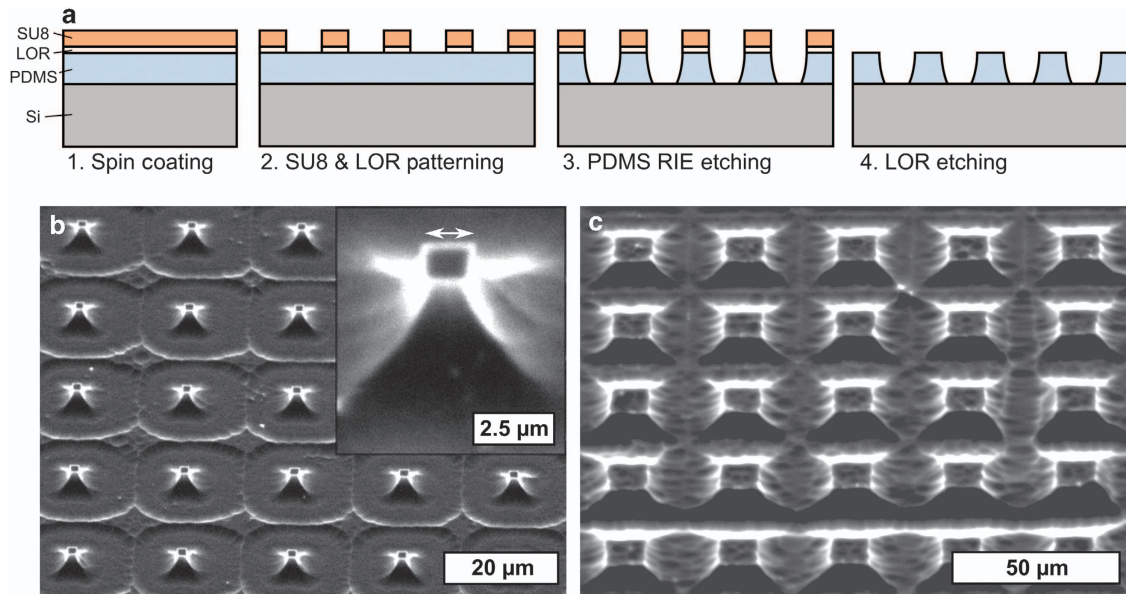 a
SU8
LOR
PDMS
Si
1. Spin coating
2. SU8 & LOR patterning
3. PDMS RIE etching
4. LOR etching
b
2.5 µm
20 µm
c
50 µm